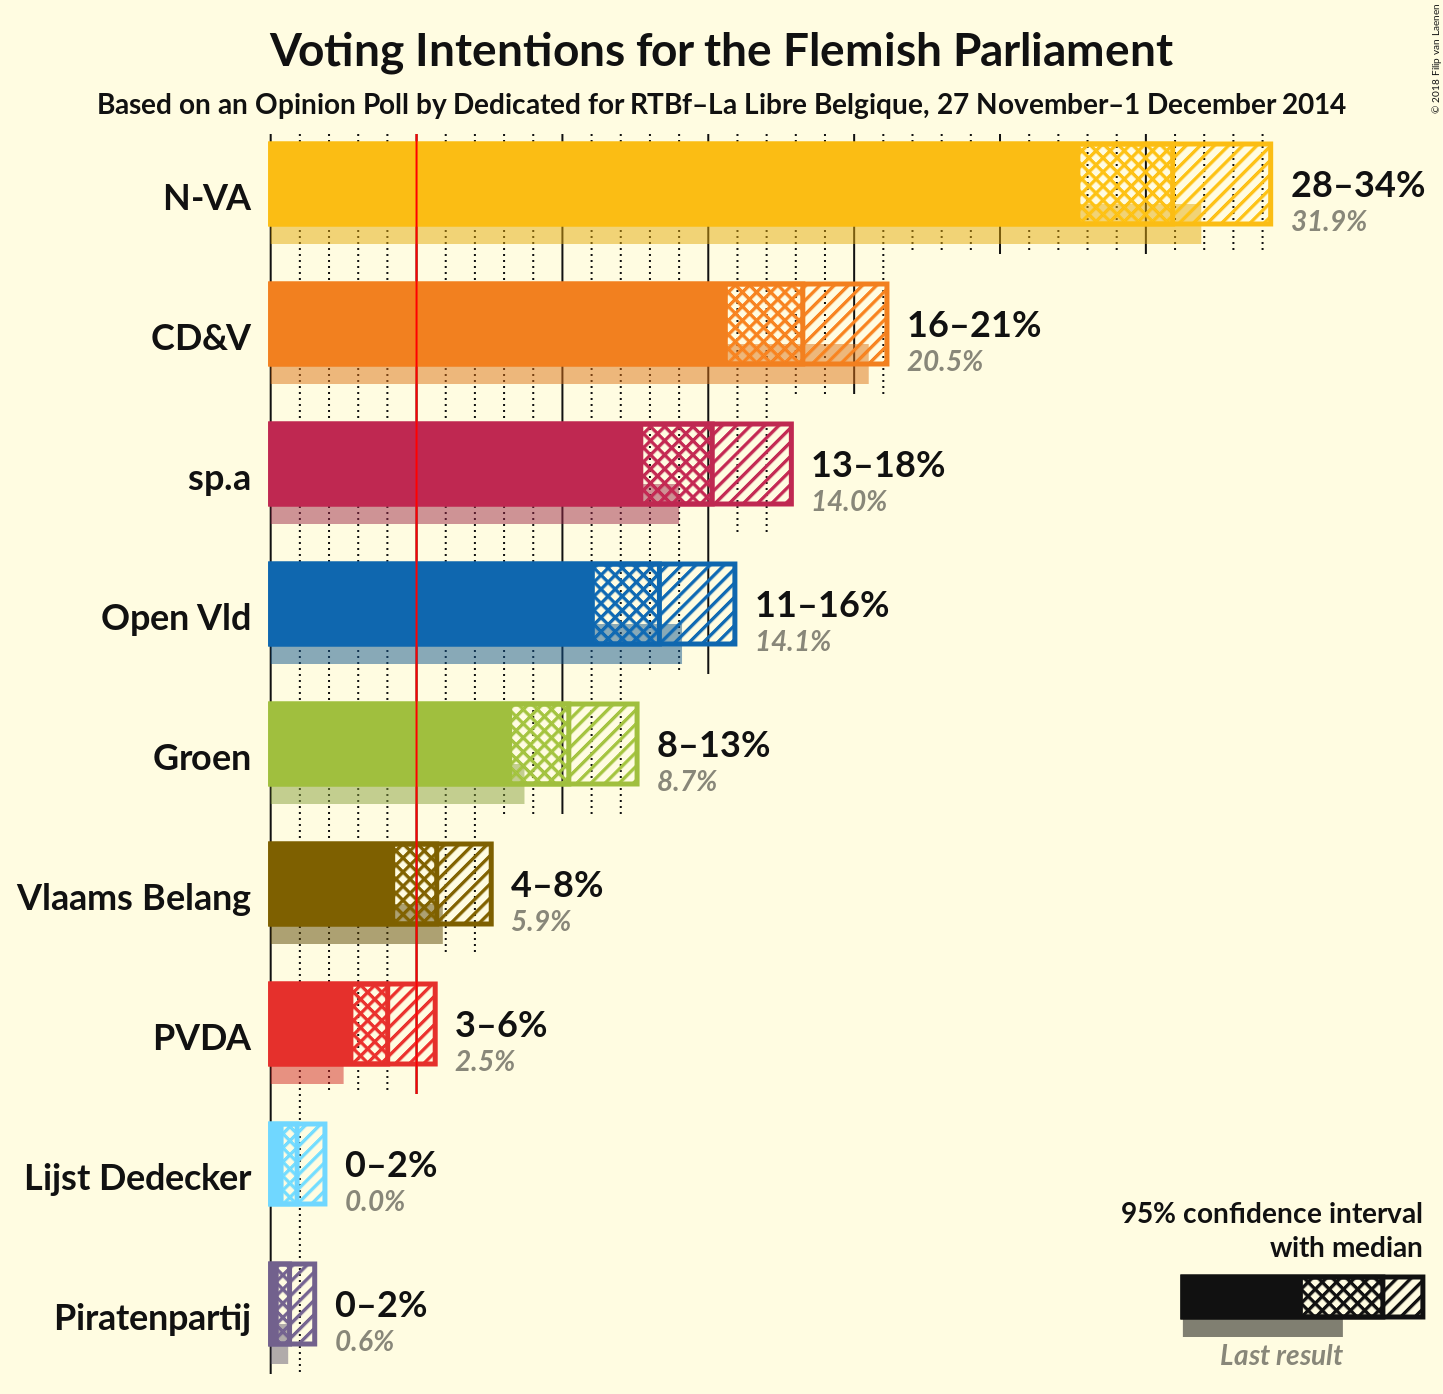 Voting Intentions for the Flemish Parliament
Based on an Opinion Poll by Dedicated for RTBf–La Libre Belgique, 27 November–1 December 2014
© 2018 Filip van Laenen
N-VA
28–34%
31.9%
CD&V
16–21%
20.5%
sp.a
13–18%
14.0%
Open Vld
11–16%
14.1%
Groen
8–13%
8.7%
Vlaams Belang
4–8%
5.9%
PVDA
3–6%
2.5%
Lijst Dedecker
0–2%
0.0%
Piratenpartij
0–2%
0.6%
95% confidence interval
with median
Last result